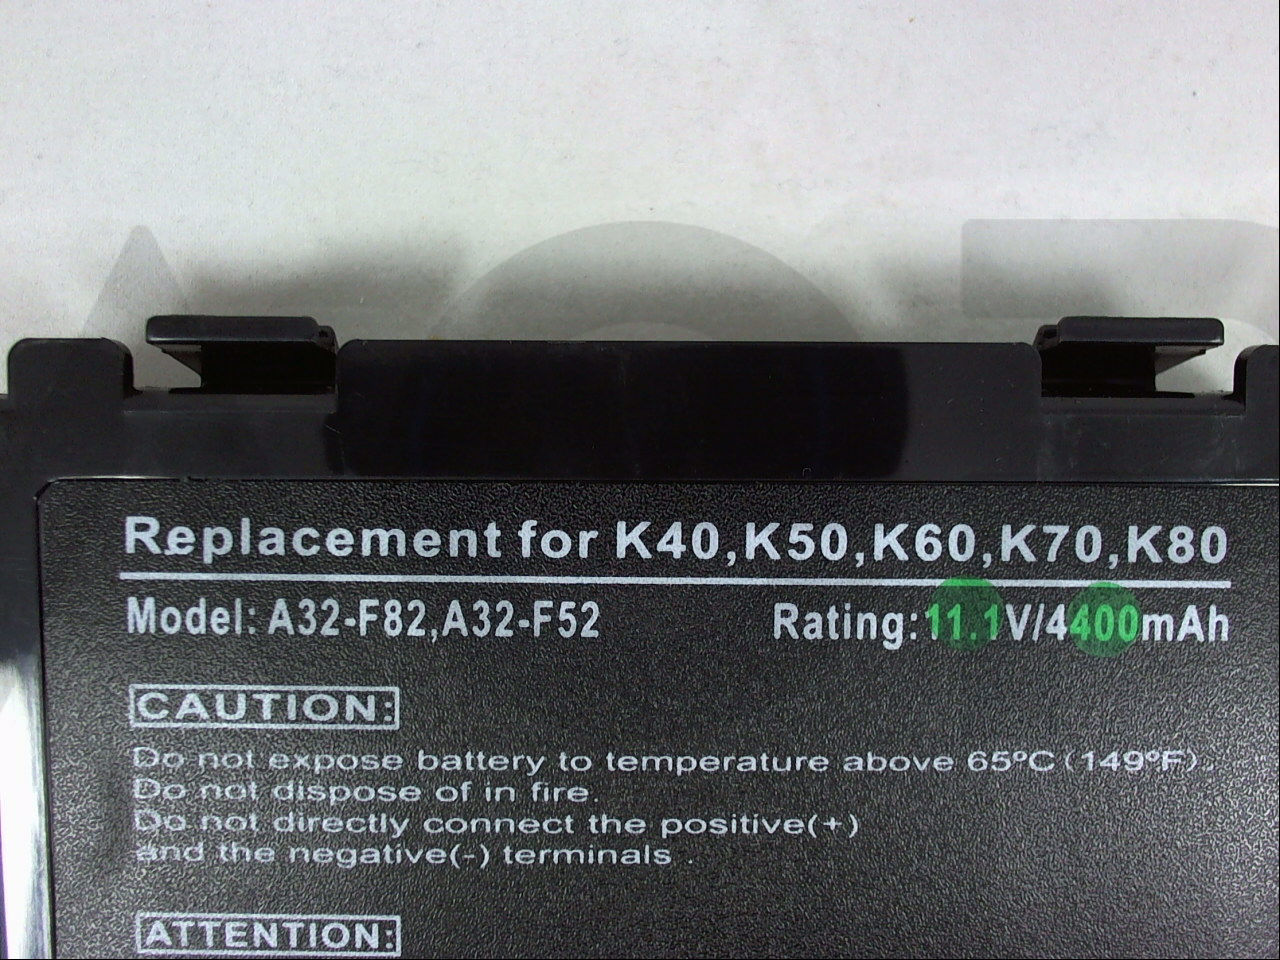 Replacement for K40,K50,K60,K70,K80
Model: A32-F82,A32-F52 Rating:11.1V/4400mAh
CAUTION:
Do not expose battery to temperature above 65ºC(149ºF).
Do not dispose of in fire.
Do not directly connect the positive(+)
and the negative(-) terminals .
ATTENTION: